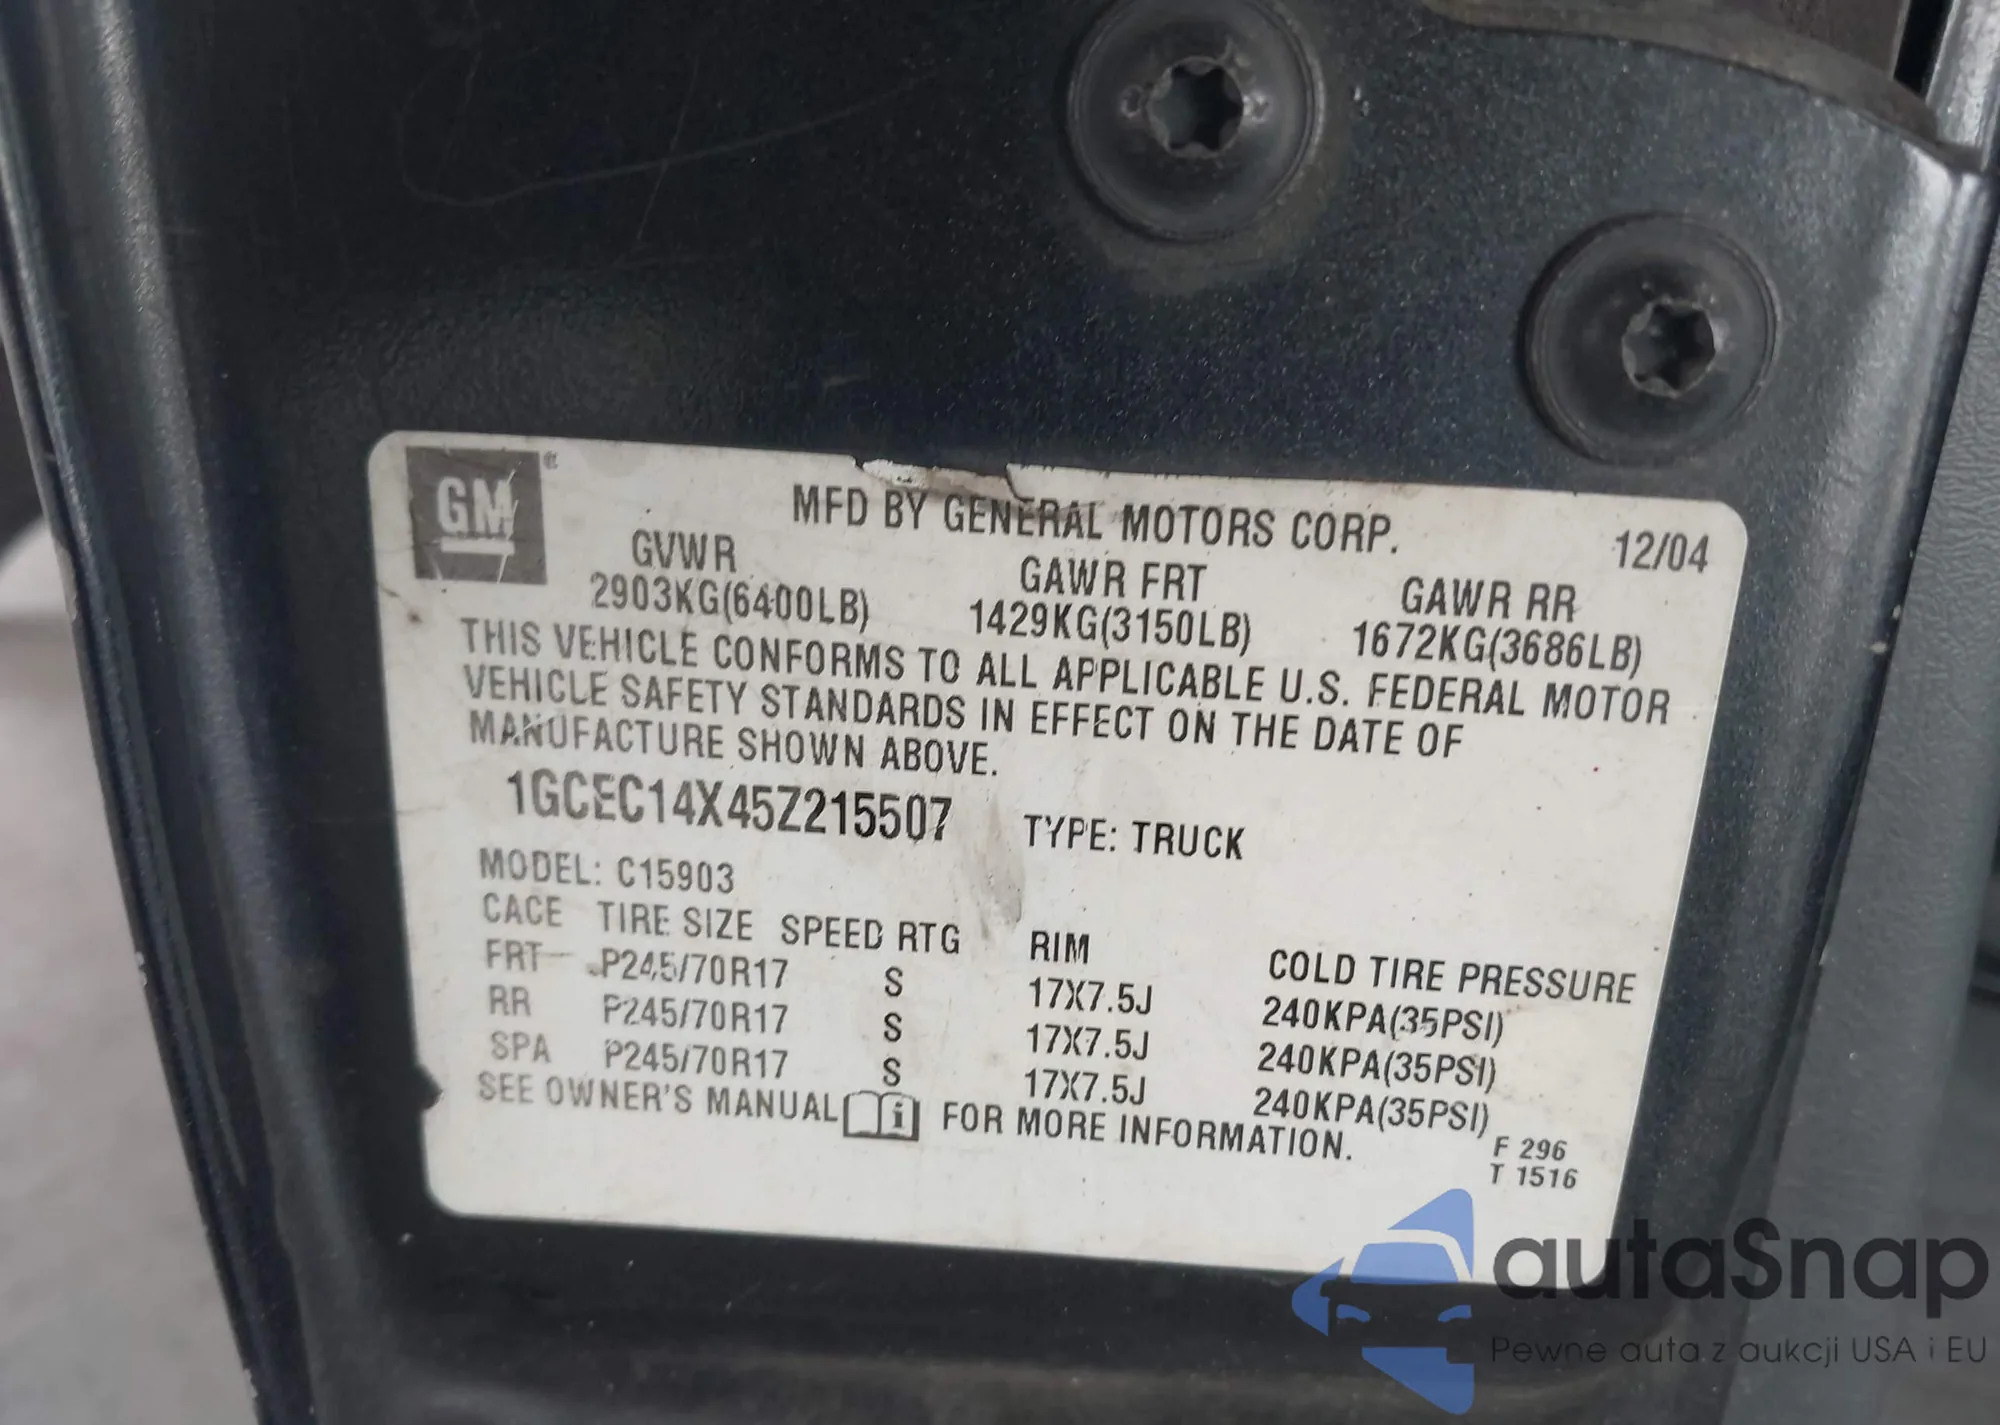 GM
MFD BY GENERAL MOTORS CORP.
12/04
GVWR GAWR FRT GAWR RR
2903KG(6400LB) 1429KG(3150LB) 1672KG(3686LB)
THIS VEHICLE CONFORMS TO ALL APPLICABLE U.S. FEDERAL MOTOR
VEHICLE SAFETY STANDARDS IN EFFECT ON THE DATE OF
MANUFACTURE SHOWN ABOVE.
1GCEC14X45Z215507 TYPE: TRUCK
MODEL: C15903
CACE TIRE SIZE SPEED RTG RIM COLD TIRE PRESSURE
FRT P245/70R17 S 17X7.5J 240KPA(35PSI)
RR P245/70R17 S 17X7.5J 240KPA(35PSI)
SPA P245/70R17 S 17X7.5J 240KPA(35PSI)
SEE OWNER'S MANUAL i FOR MORE INFORMATION.
F 296
T 1516
autaSnap
Pewne auta z aukcji USA i EU